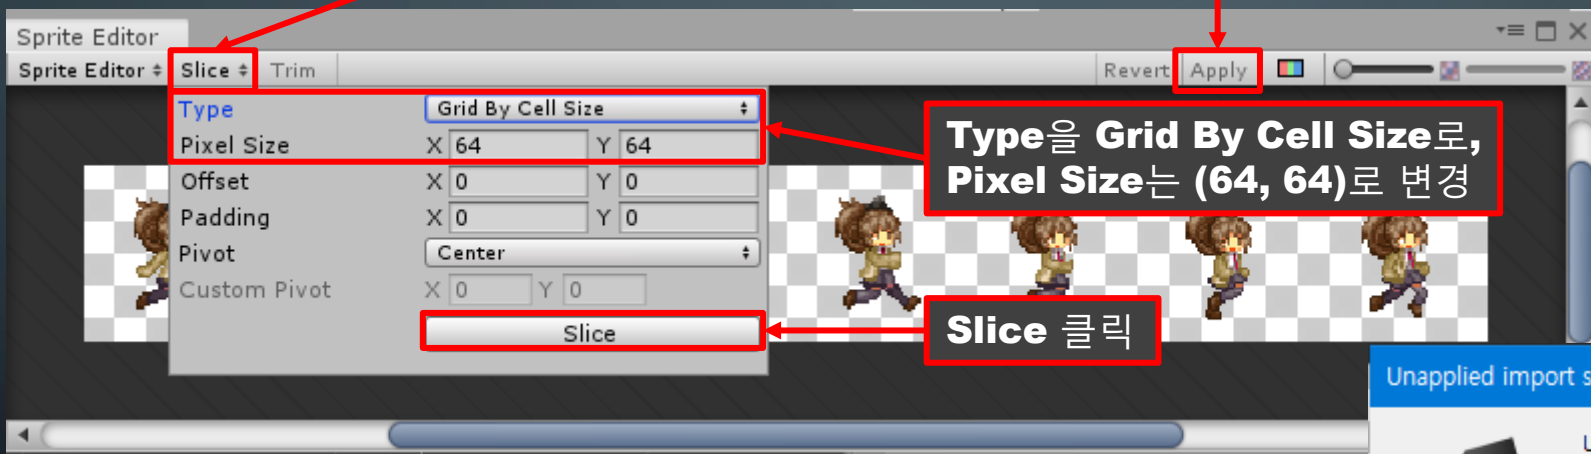 Sprite Editor
Sprite Editor Slice Trim Revert Apply
Type Grid By Cell Size
Pixel Size X 64 Y 64
Offset X 0 Y 0
Padding X 0 Y 0
Pivot Center
Custom Pivot X 0 Y 0
Slice
Type을 Grid By Cell Size로,
Pixel Size는 (64, 64)로 변경
Slice 클릭
Unapplied import